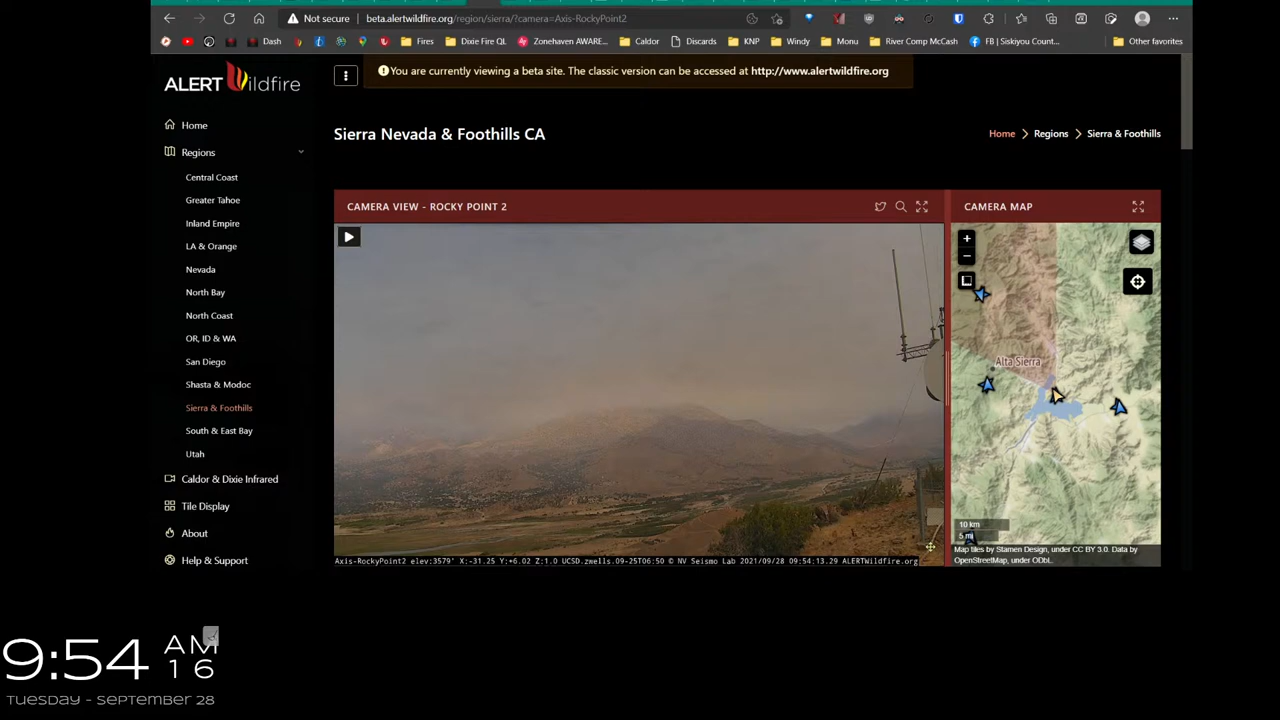 Not secure
beta.alertwildfire.org/region/sierra/?camera=Axis-RockyPoint2
Dash
Fires
Dixie Fire QL
Zonehaven AWARE...
Caldor
Discards
KNP
Windy
Monu
River Comp McCash
FB | Siskiyou Count...
Other favorites
ALERT Wildfire
You are currently viewing a beta site. The classic version can be accessed at http://www.alertwildfire.org
Home
Regions
Central Coast
Greater Tahoe
Inland Empire
LA & Orange
Nevada
North Bay
North Coast
OR, ID & WA
San Diego
Shasta & Modoc
Sierra & Foothills
South & East Bay
Utah
Caldor & Dixie Infrared
Tile Display
About
Help & Support
Sierra Nevada & Foothills CA
Home > Regions > Sierra & Foothills
CAMERA VIEW - ROCKY POINT 2
Axis-RockyPoint2 elev:3579' X:-31.25 Y:+6.02 Z:1.0 UCSD.zmells.09-25T06:50 © NV Seismo Lab 2021/09/28 09:54:13.29 ALERTWildfire.org
CAMERA MAP
+
−
Alta Sierra
10 km
5 mi
Map tiles by Stamen Design, under CC BY 3.0. Data by
OpenStreetMap, under ODbL.
9:54 AM
16
Tuesday - September 28